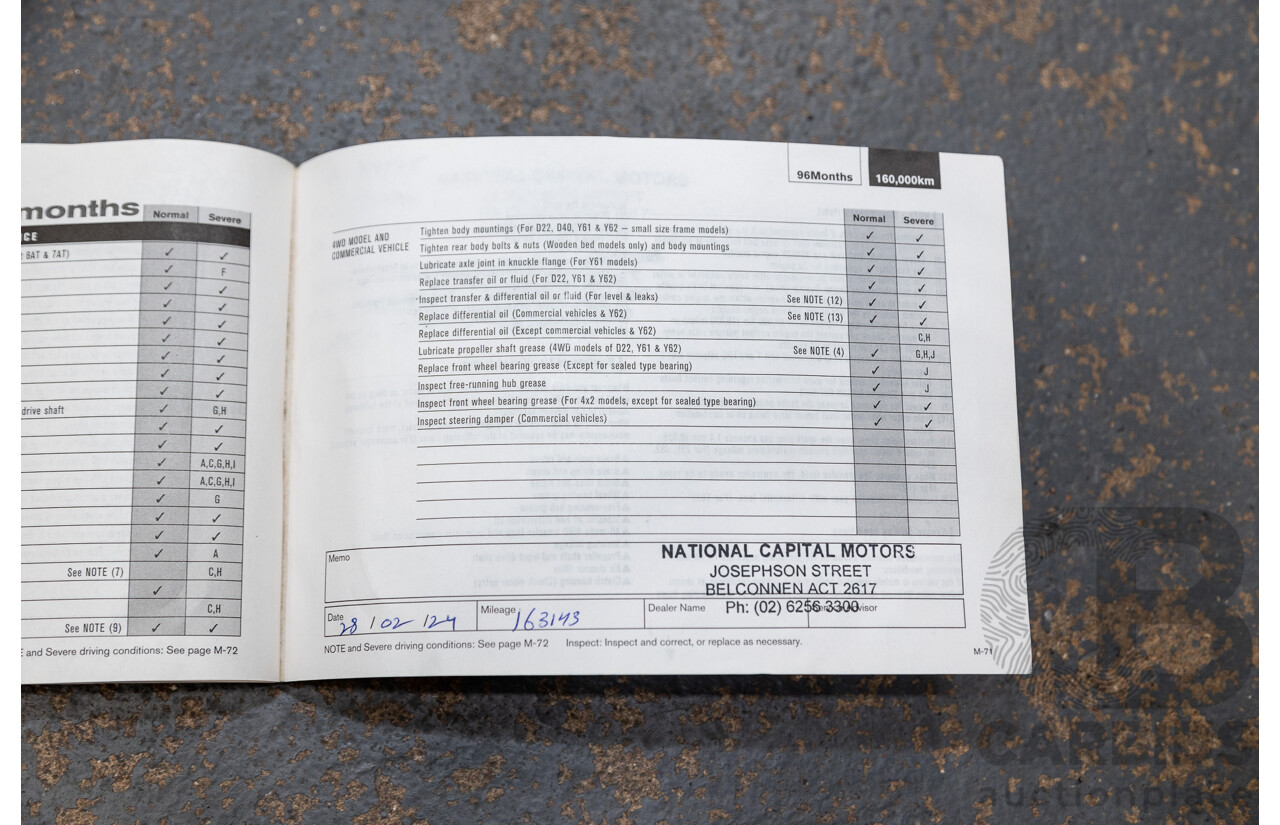 months Normal Severe
CE
6AT & 7AT) ✓ ✓
✓ F
✓ ✓
✓ ✓
✓ ✓
✓ ✓
✓ ✓
✓ ✓
drive shaft ✓ G,H
✓ ✓
✓ ✓
✓ A,C,G,H,I
✓ A,C,G,H,I
✓ G
✓ ✓
✓ ✓
✓ A
See NOTE (7) C,H
✓
C,H
See NOTE (9) ✓ ✓
and Severe driving conditions: See page M-72
96Months 160,000km
Normal Severe
4WD MODEL AND
COMMERCIAL VEHICLE
Tighten body mountings (For D22, D40, Y61 & Y62 – small size frame models) ✓ ✓
Tighten rear body bolts & nuts (Wooden bed models only) and body mountings ✓ ✓
Lubricate axle joint in knuckle flange (For Y61 models) ✓ ✓
Replace transfer oil or fluid (For D22, Y61 & Y62) ✓ ✓
Inspect transfer & differential oil or fluid (For level & leaks) See NOTE (12) ✓ ✓
Replace differential oil (Commercial vehicles & Y62) See NOTE (13) ✓ ✓
Replace differential oil (Except commercial vehicles & Y62) C,H
Lubricate propeller shaft grease (4WD models of D22, Y61 & Y62) See NOTE (4) ✓ G,H,J
Replace front wheel bearing grease (Except for sealed type bearing) ✓ J
Inspect free-running hub grease ✓ J
Inspect front wheel bearing grease (For 4x2 models, except for sealed type bearing) ✓ ✓
Inspect steering damper (Commercial vehicles) ✓ ✓
Memo
NATIONAL CAPITAL MOTORS
JOSEPHSON STREET
BELCONNEN ACT 2617
Ph: (02) 6256 3300
Date 28 / 02 / 24 Mileage 163143 Dealer Name
NOTE and Severe driving conditions: See page M-72 Inspect: Inspect and correct, or replace as necessary.
M-71
CARBIDS
auctionplace